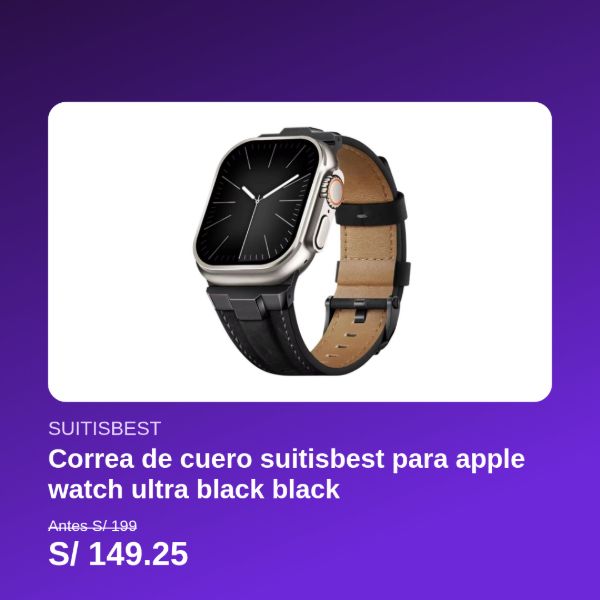 SUITISBEST
Correa de cuero suitisbest para apple
watch ultra black black
Antes S/ 199
S/ 149.25